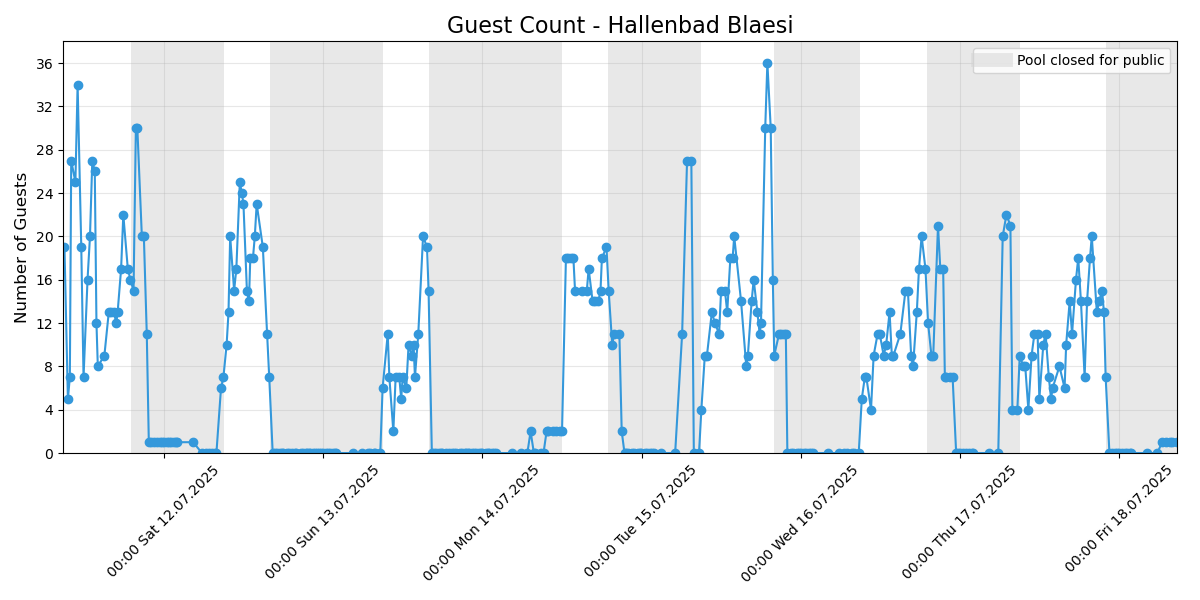 Guest Count - Hallenbad Blaesi
Pool closed for public
Number of Guests
36
32
28
24
20
16
12
8
4
0
00:00 Sat 12.07.2025
00:00 Sun 13.07.2025
00:00 Mon 14.07.2025
00:00 Tue 15.07.2025
00:00 Wed 16.07.2025
00:00 Thu 17.07.2025
00:00 Fri 18.07.2025